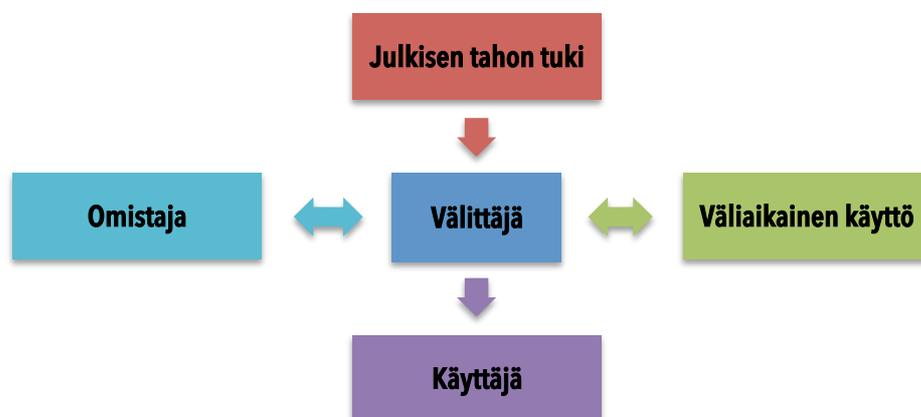 Julkisen tahon tuki
Omistaja
Välittäjä
Väliaikainen käyttö
Käyttäjä